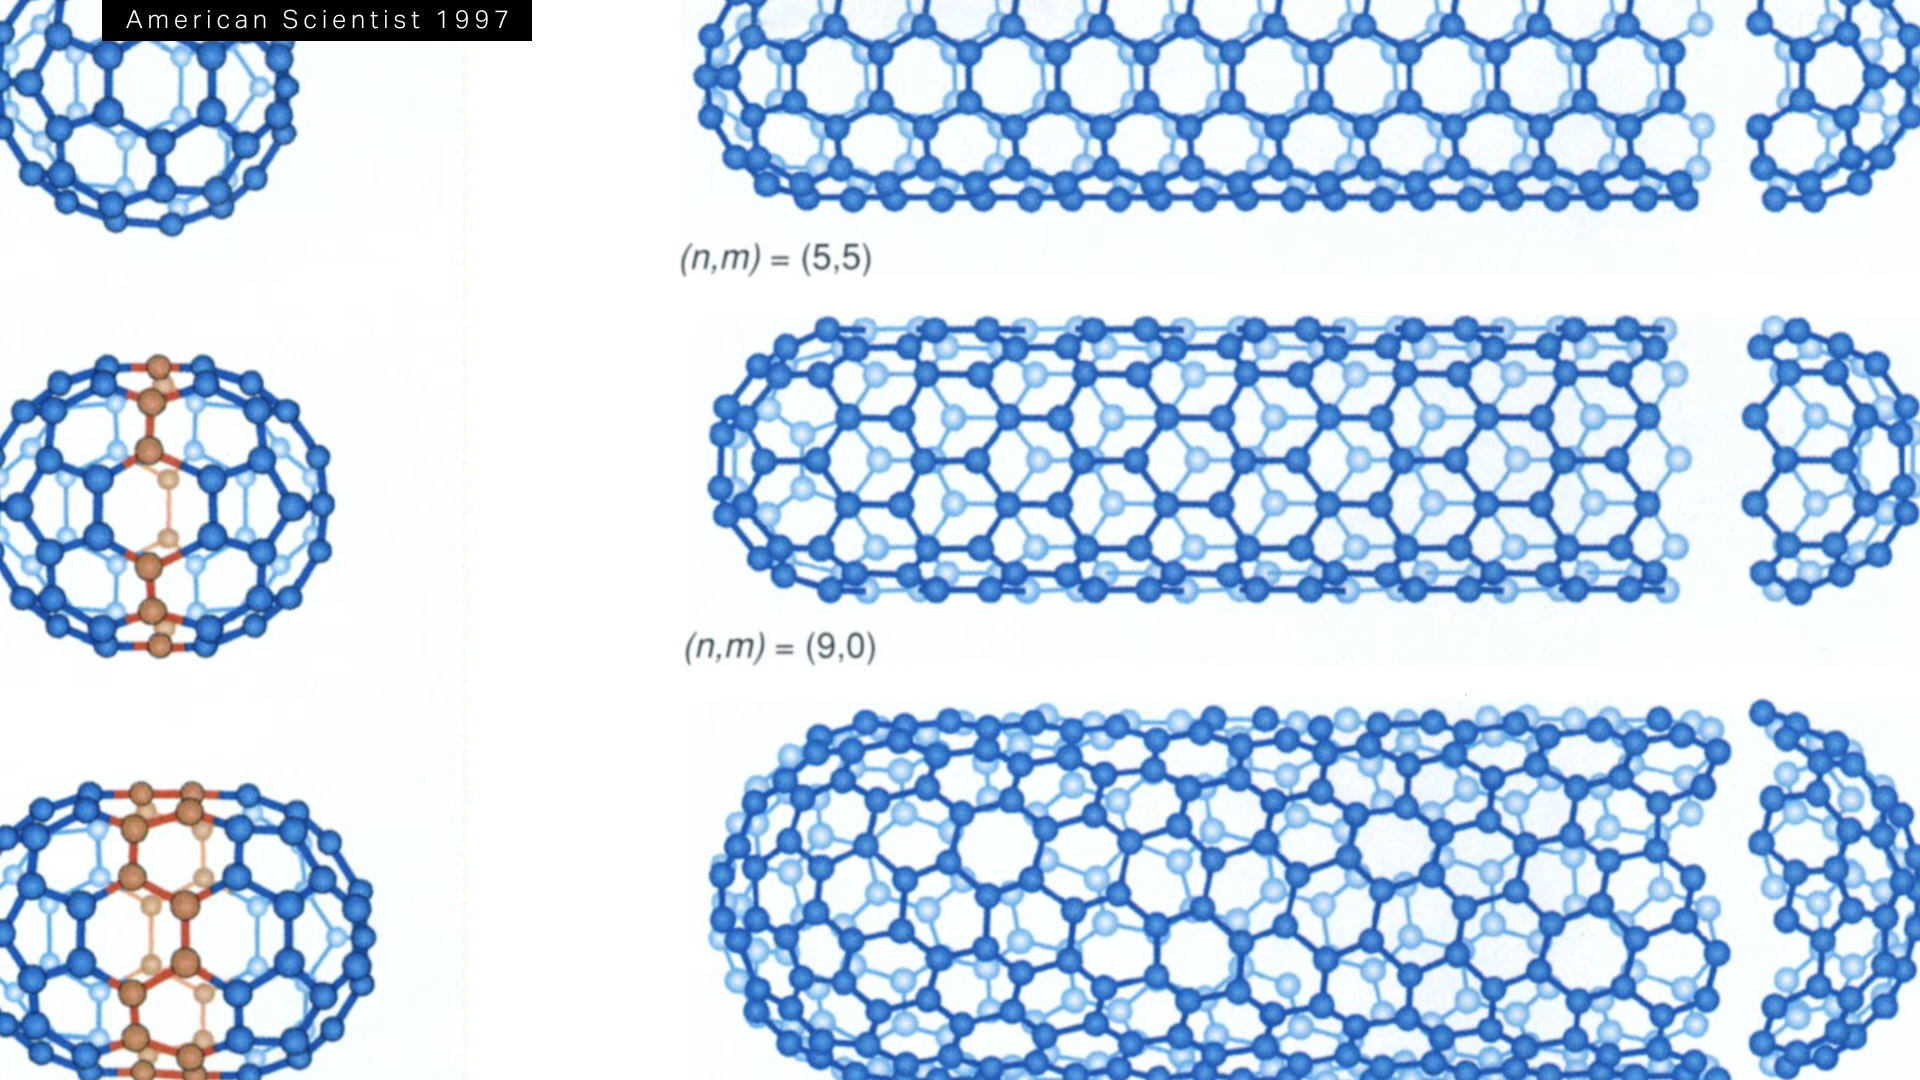 American Scientist 1997
(n,m) = (5,5)
(n,m) = (9,0)